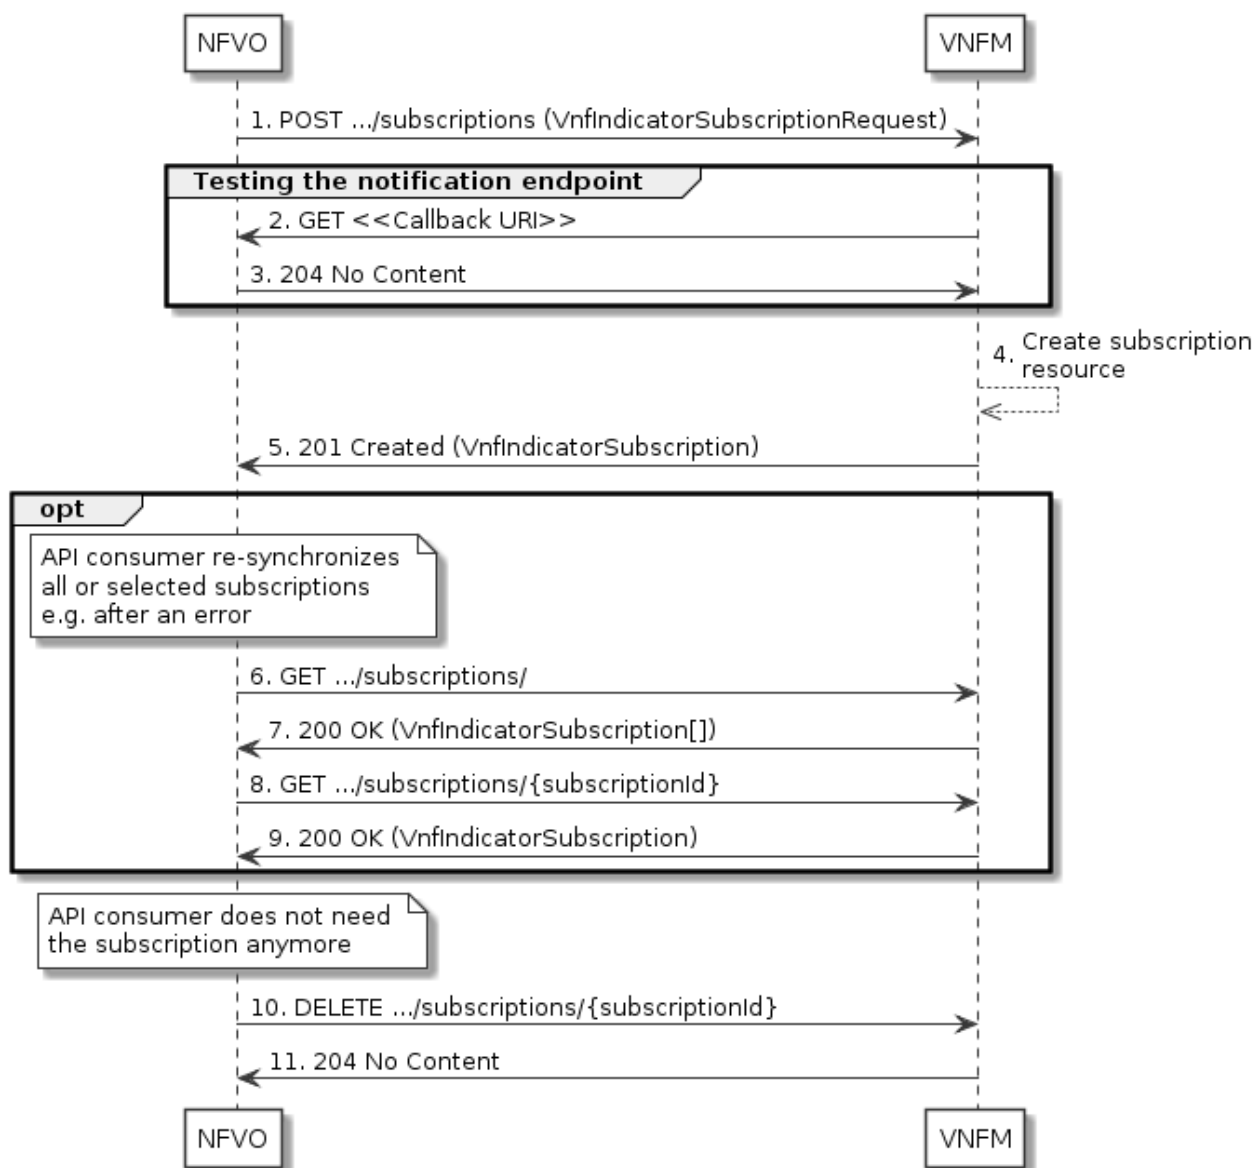 NFVO
VNFM
1. POST .../subscriptions (VnfIndicatorSubscriptionRequest)
Testing the notification endpoint
2. GET <<Callback URI>>
3. 204 No Content
4. Create subscription
resource
5. 201 Created (VnfIndicatorSubscription)
opt
API consumer re-synchronizes
all or selected subscriptions
e.g. after an error
6. GET .../subscriptions/
7. 200 OK (VnfIndicatorSubscription[])
8. GET .../subscriptions/{subscriptionId}
9. 200 OK (VnfIndicatorSubscription)
API consumer does not need
the subscription anymore
10. DELETE .../subscriptions/{subscriptionId}
11. 204 No Content
NFVO
VNFM